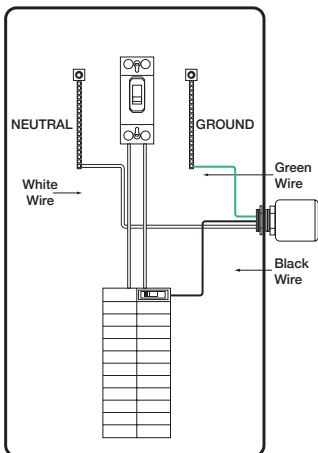 NEUTRAL
GROUND
Green
Wire
White
Wire
Black
Wire